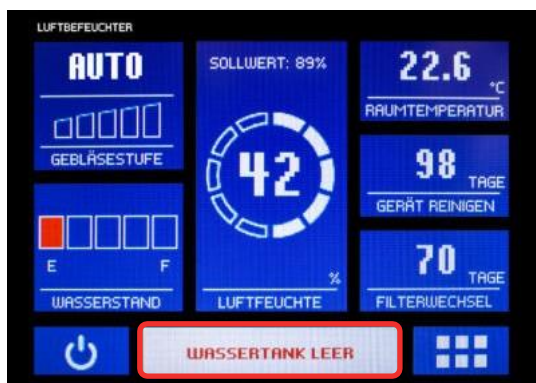 LUFTBEFEUCHTER
AUTO
GEBLÄSESTUFE
SOLLWERT: 89%
42
%
LUFTFEUCHTE
22.6 °C
RAUMTEMPERATUR
98 TAGE
GERÄT REINIGEN
E F
WASSERSTAND
70 TAGE
FILTERWECHSEL
WASSERTANK LEER